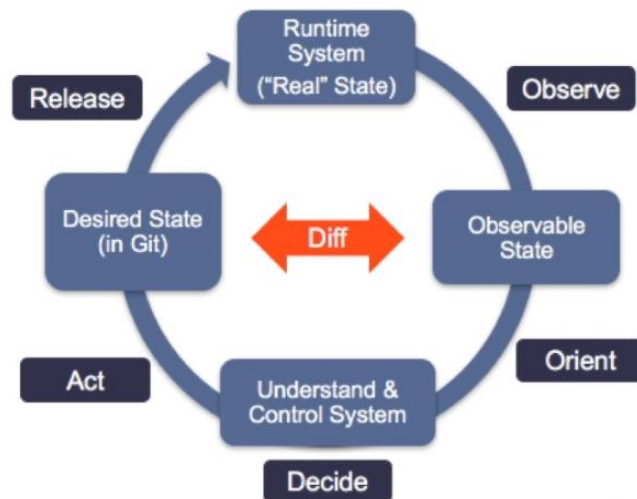 Runtime
System
("Real" State)
Release
Observe
Desired State
(in Git)
Diff
Observable
State
Act
Orient
Understand &
Control System
Decide